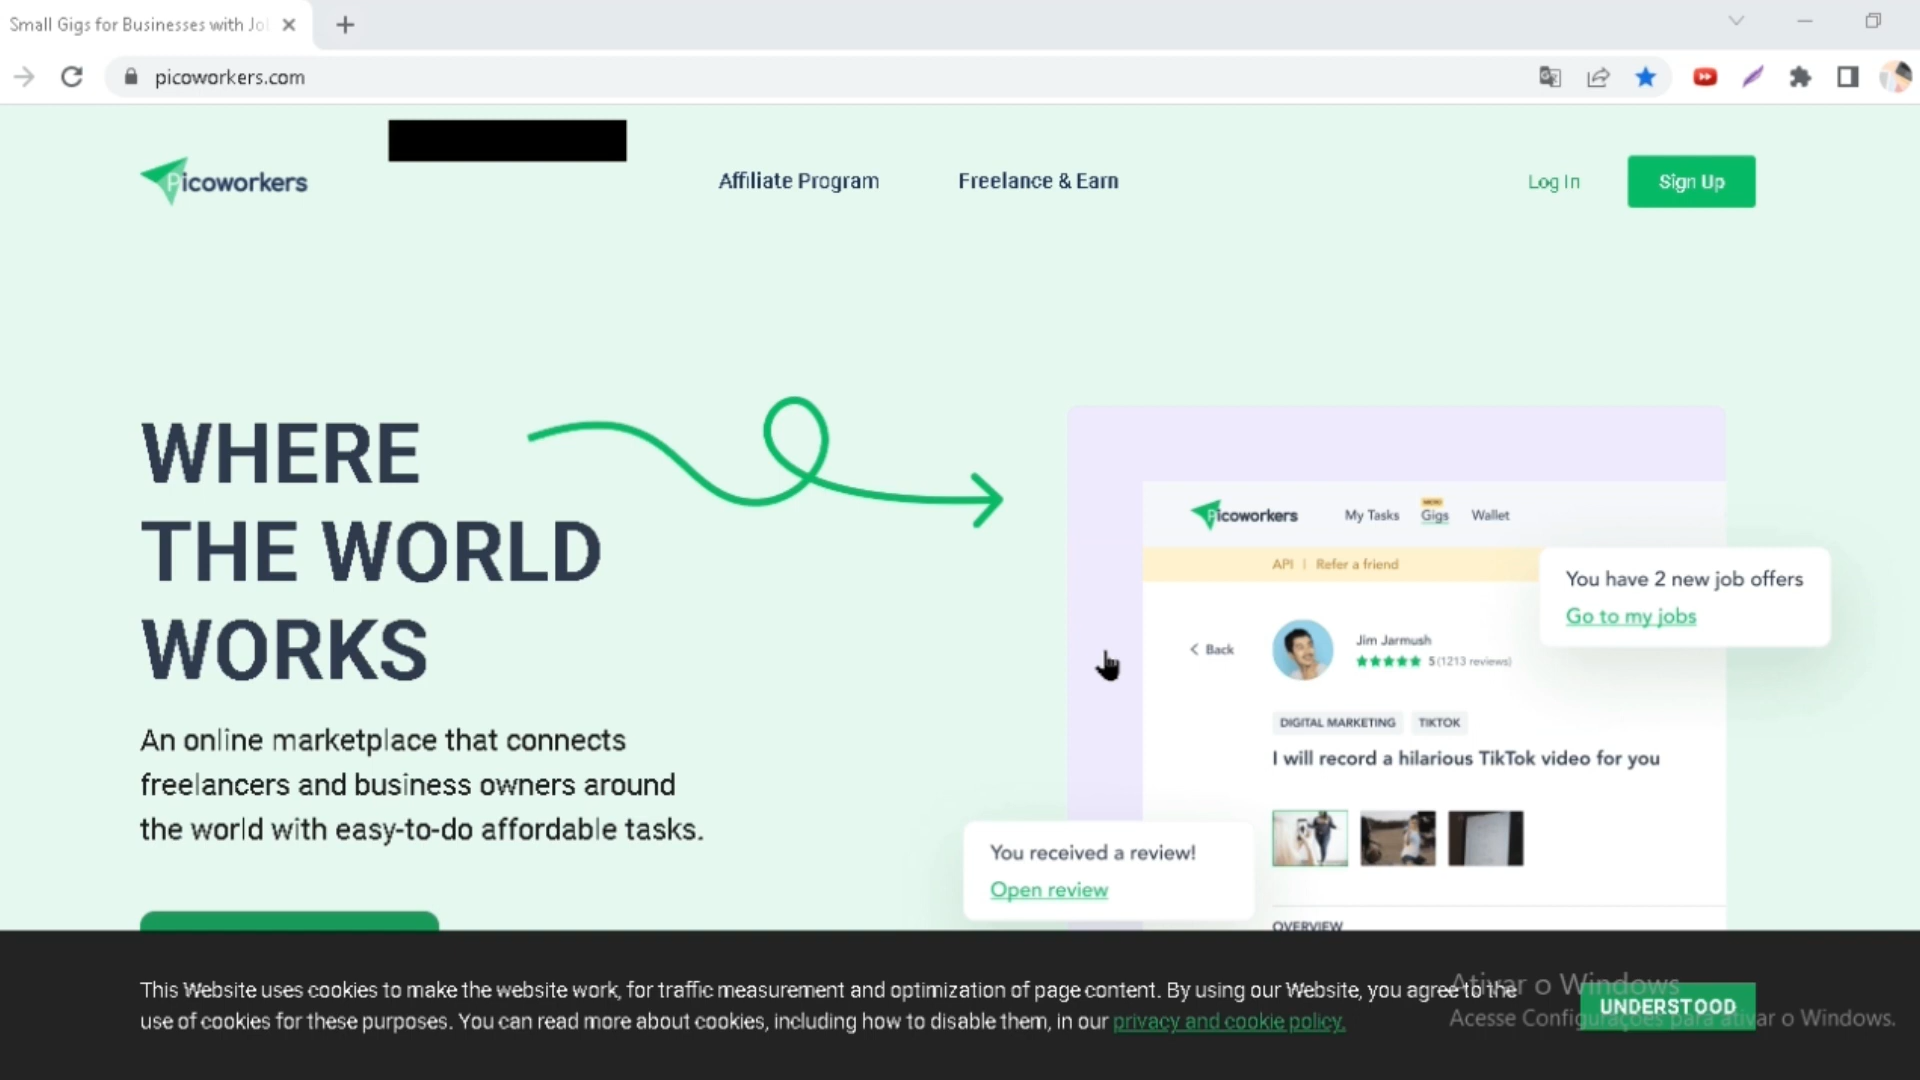 Small Gigs for Businesses with Jo
picoworkers.com
Picoworkers
Affiliate Program
Freelance & Earn
Log In
Sign Up
WHERE
THE WORLD
WORKS
An online marketplace that connects
freelancers and business owners around
the world with easy-to-do affordable tasks.
Picoworkers
My Tasks
MICRO
Gigs
Wallet
API | Refer a friend
You have 2 new job offers
Go to my jobs
< Back
Jim Jarmush
5 (1213 reviews)
DIGITAL MARKETING
TIKTOK
I will record a hilarious TikTok video for you
You received a review!
Open review
OVERVIEW
This Website uses cookies to make the website work, for traffic measurement and optimization of page content. By using our Website, you agree to the
use of cookies for these purposes. You can read more about cookies, including how to disable them, in our privacy and cookie policy.
UNDERSTOOD
Ativar o Windows
Acesse Configurações para ativar o Windows.